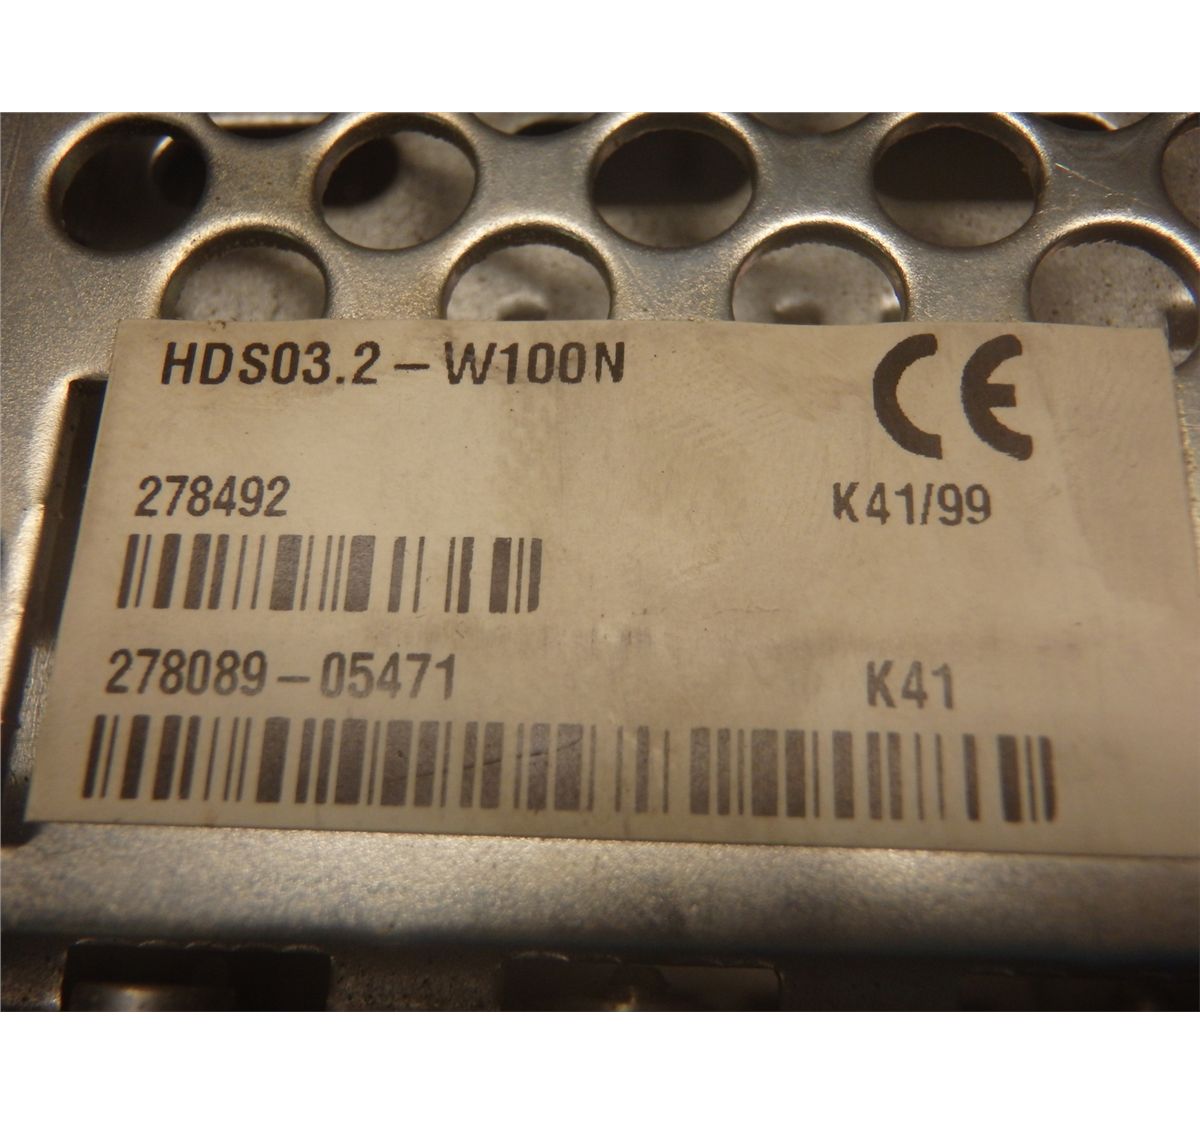 HDS03.2-W100N
CE
278492 K41/99
278089-05471 K41